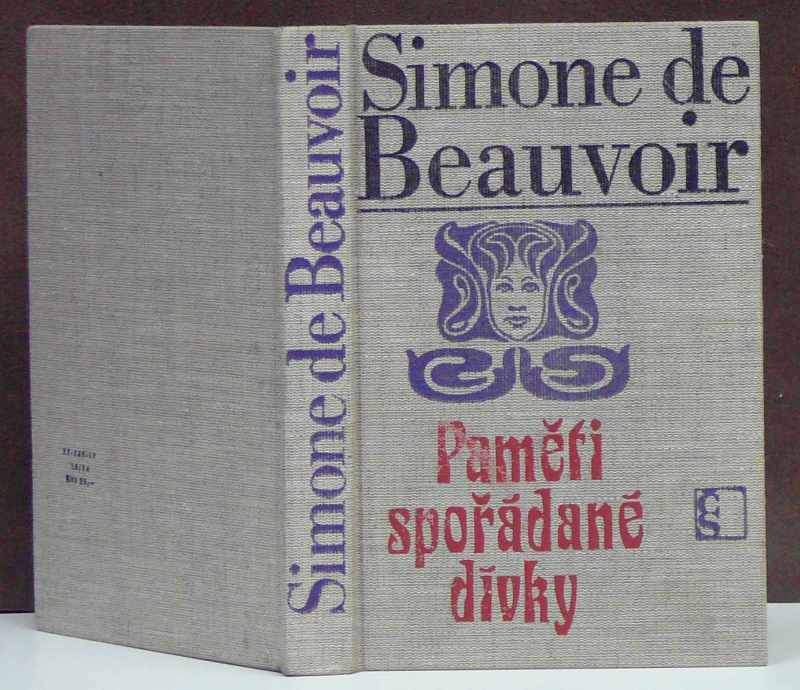 Simone de
Beauvoir
Paměti
spořádané
dívky
Simone de Beauvoir